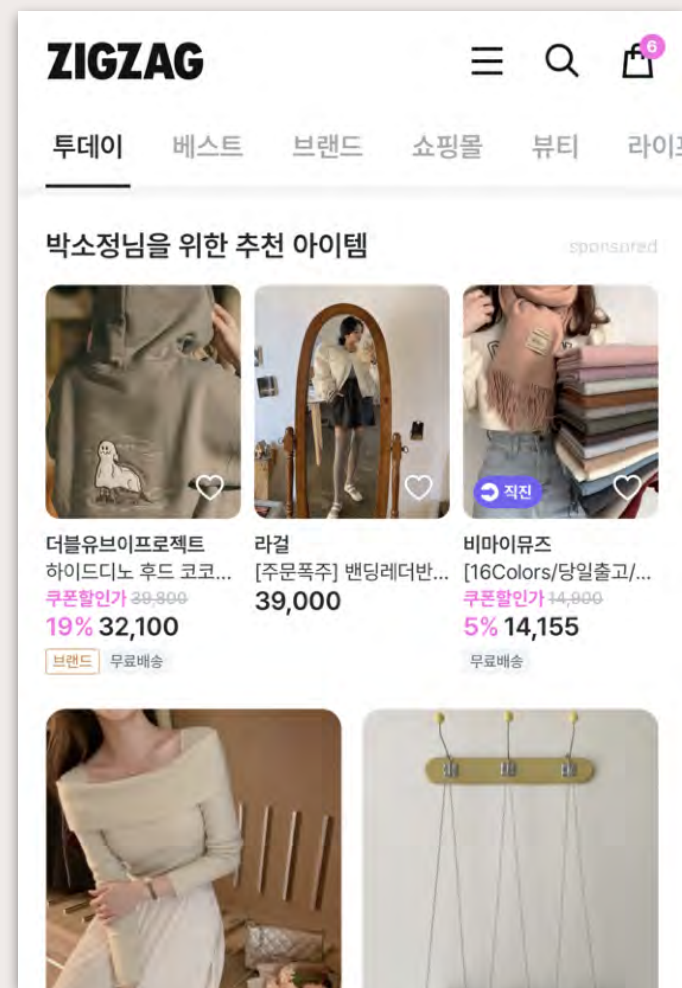 ZIGZAG
6
투데이 베스트 브랜드 쇼핑몰 뷰티
박소정님을 위한 추천 아이템 sponsored
직진
더블유브이프로젝트
하이드디노 후드 코코...
쿠폰할인가 39,800
19% 32,100
브랜드 무료배송
라걸
[주문폭주] 밴딩레더반...
39,000
비마이뮤즈
[16Colors/당일출고/...
쿠폰할인가 14,900
5% 14,155
무료배송